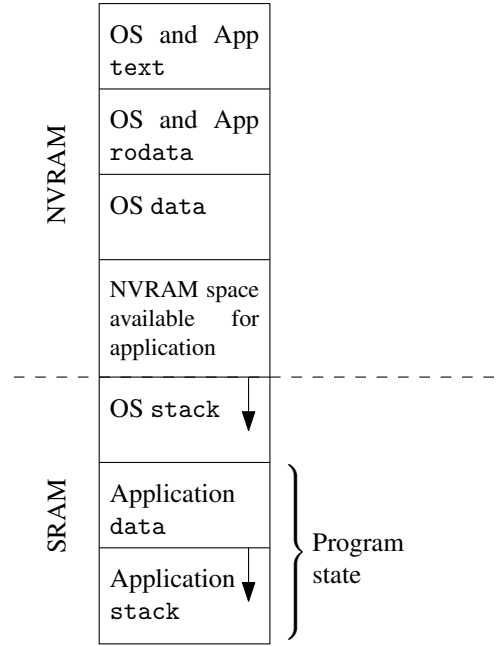 OS and App
text
OS and App
rodata
OS data
NVRAM space
available for
application
NVRAM
OS stack
Application
data
Application
stack
SRAM
Program
state